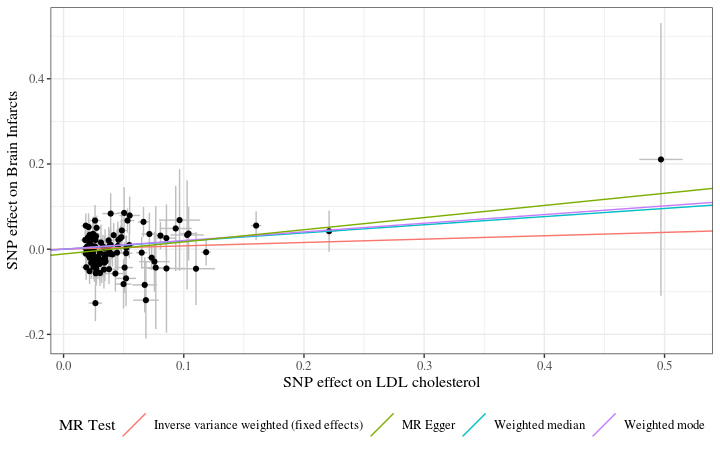 SNP effect on Brain Infarcts
0.4
0.2
0.0
-0.2
0.0 0.1 0.2 0.3 0.4 0.5
SNP effect on LDL cholesterol
MR Test Inverse variance weighted (fixed effects) MR Egger Weighted median Weighted mode